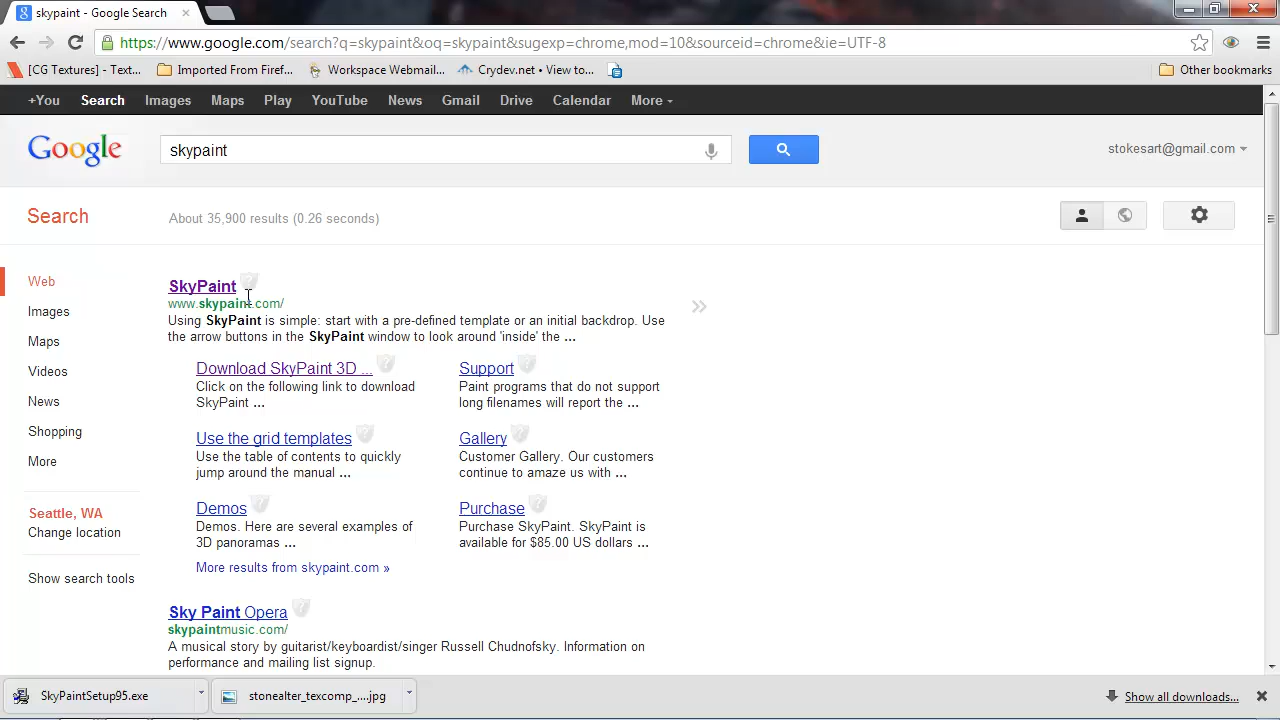 skypaint - Google Search
https://www.google.com/search?q=skypaint&oq=skypaint&sugexp=chrome,mod=10&sourceid=chrome&ie=UTF-8
[CG Textures] - Text... Imported From Firef... Workspace Webmail... Crydev.net • View to... Other bookmarks
+You Search Images Maps Play YouTube News Gmail Drive Calendar More
Google skypaint stokesart@gmail.com
Search About 35,900 results (0.26 seconds)
Web
Images
Maps
Videos
News
Shopping
More
Seattle, WA
Change location
Show search tools
SkyPaint
www.skypaint.com/
Using SkyPaint is simple: start with a pre-defined template or an initial backdrop. Use
the arrow buttons in the SkyPaint window to look around 'inside' the ...
Download SkyPaint 3D ...
Click on the following link to download
SkyPaint ...
Support
Paint programs that do not support
long filenames will report the ...
Use the grid templates
Use the table of contents to quickly
jump around the manual ...
Gallery
Customer Gallery. Our customers
continue to amaze us with ...
Demos
Demos. Here are several examples of
3D panoramas ...
Purchase
Purchase SkyPaint. SkyPaint is
available for $85.00 US dollars ...
More results from skypaint.com »
Sky Paint Opera
skypaintmusic.com/
A musical story by guitarist/keyboardist/singer Russell Chudnofsky. Information on
performance and mailing list signup.
SkyPaintSetup95.exe stonealter_texcomp_....jpg Show all downloads...